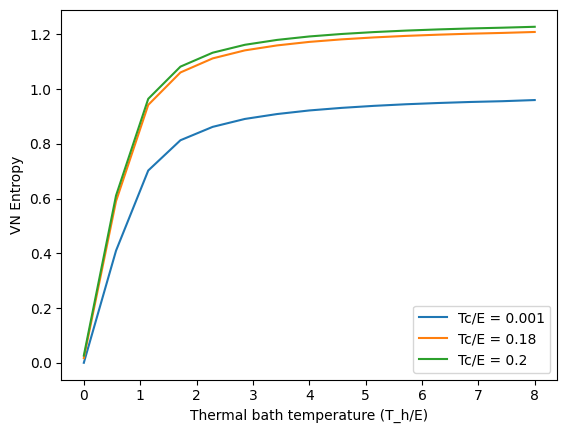 1.2
1.0
0.8
0.6
0.4
0.2
0.0
VN Entropy
Tc/E = 0.001
Tc/E = 0.18
Tc/E = 0.2
0 1 2 3 4 5 6 7 8
Thermal bath temperature (T_h/E)